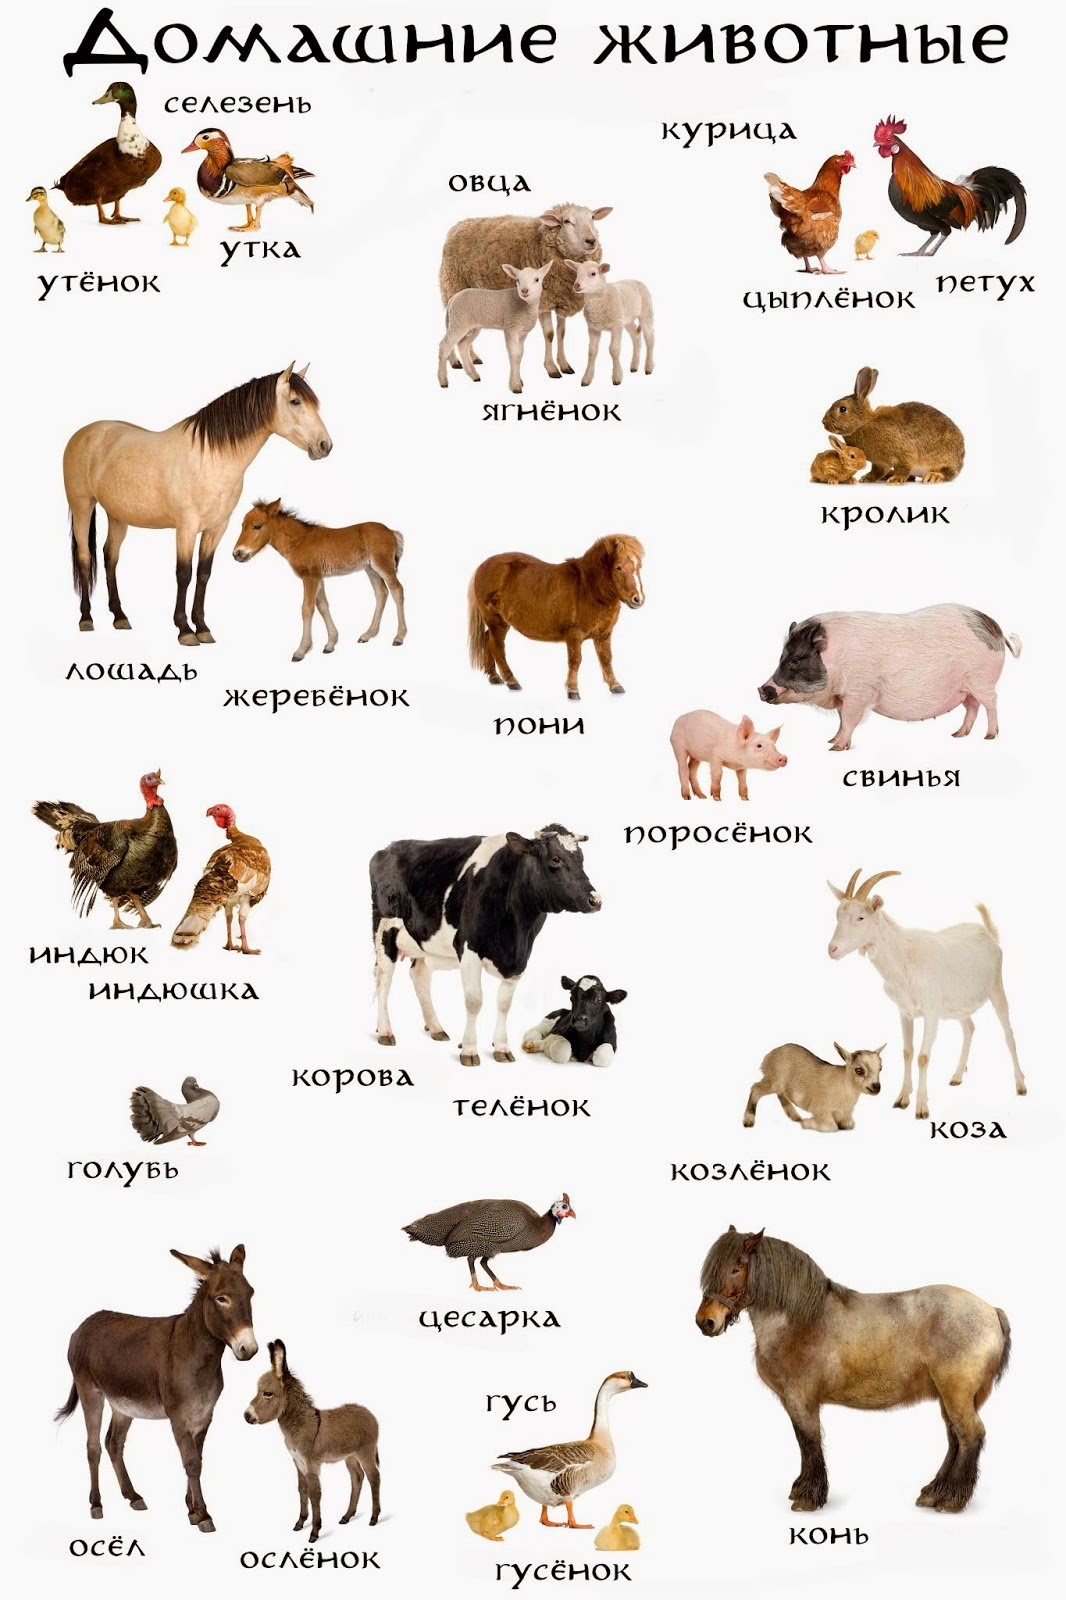 Домашние животные
селезень
курица
овца
утка
утёнок
петух
цыплёнок
ягнёнок
кролик
лошадь
жеребёнок
пони
свинья
поросёнок
индюк
индюшка
корова
телёнок
коза
голубь
козлёнок
цесарка
гусь
конь
осёл
ослёнок
гусёнок